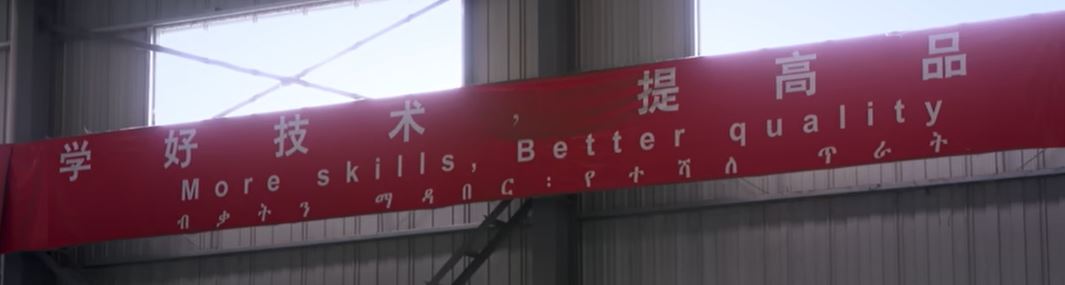 学好技术，提高品
More skills, Better quality
ብቃትን ማዳበር፡የተሻለ ጥራት